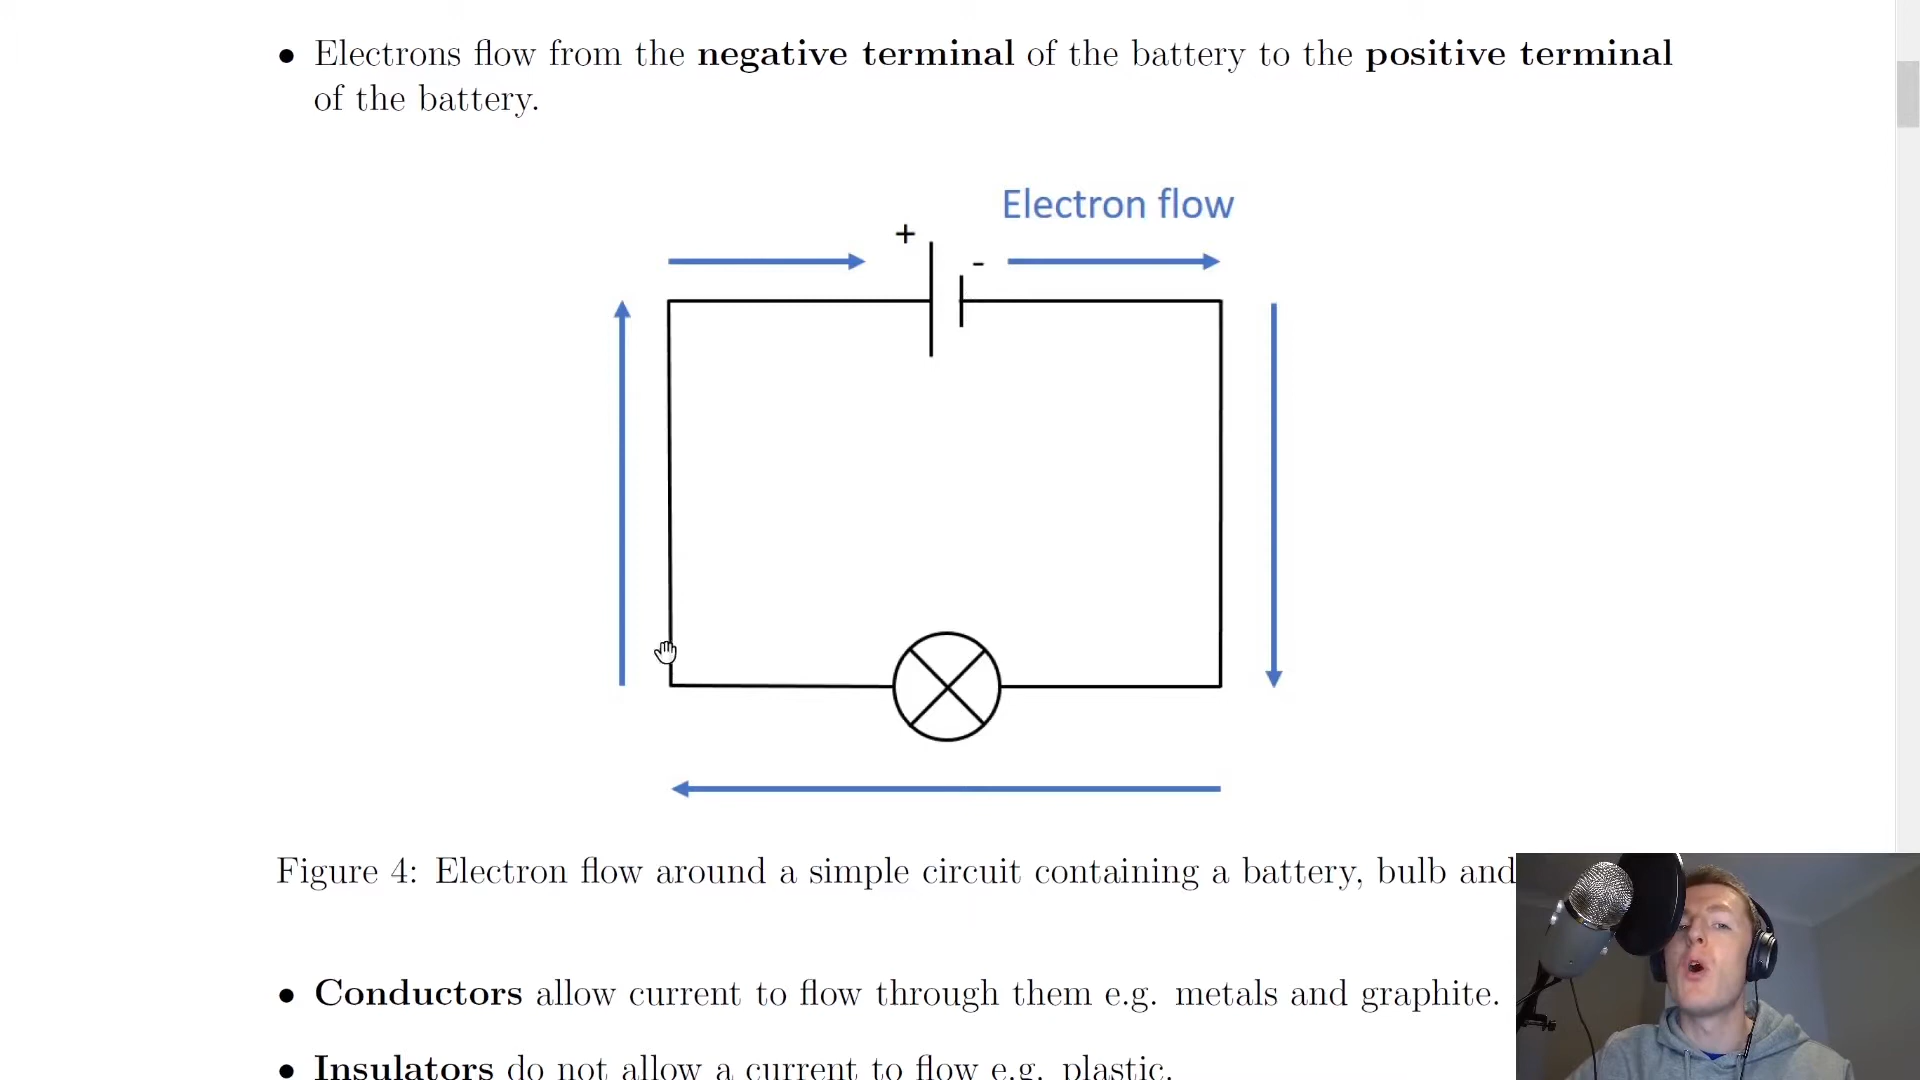 • Electrons flow from the negative terminal of the battery to the positive terminal
of the battery.
Electron flow
+
-
Figure 4: Electron flow around a simple circuit containing a battery, bulb and
• Conductors allow current to flow through them e.g. metals and graphite.
• Insulators do not allow a current to flow e.g. plastic.